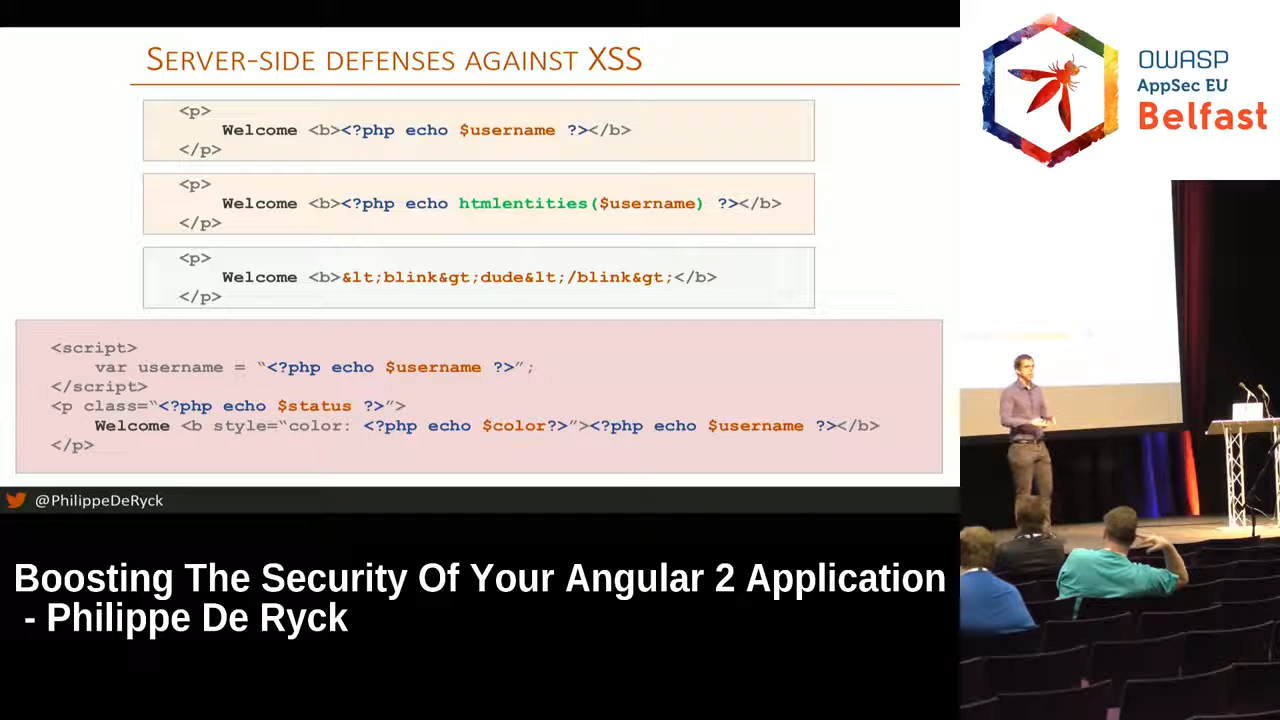 SERVER-SIDE DEFENSES AGAINST XSS
<p>
Welcome <b><?php echo $username ?></b>
</p>
<p>
Welcome <b><?php echo htmlentities($username) ?></b>
</p>
<p>
Welcome <b>&lt;blink&gt;dude&lt;/blink&gt;</b>
</p>
<script>
var username = “<?php echo $username ?>”;
</script>
<p class=“<?php echo $status ?>”>
Welcome <b style=“color: <?php echo $color?>”><?php echo $username ?></b>
</p>
@PhilippeDeRyck
Boosting The Security Of Your Angular 2 Application
- Philippe De Ryck
OWASP
AppSec EU
Belfast